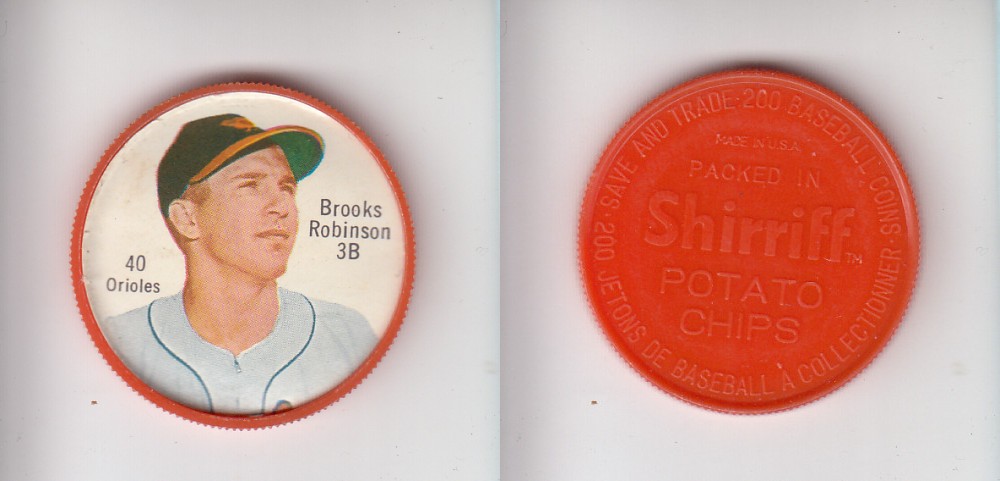 40
Orioles
Brooks
Robinson
3B
SAVE AND TRADE·200 BASEBALL COINS·
MADE IN U.S.A.
PACKED IN
Shirriff TM
POTATO
CHIPS
200 JETONS DE BASEBALL A COLLECTIONNER·